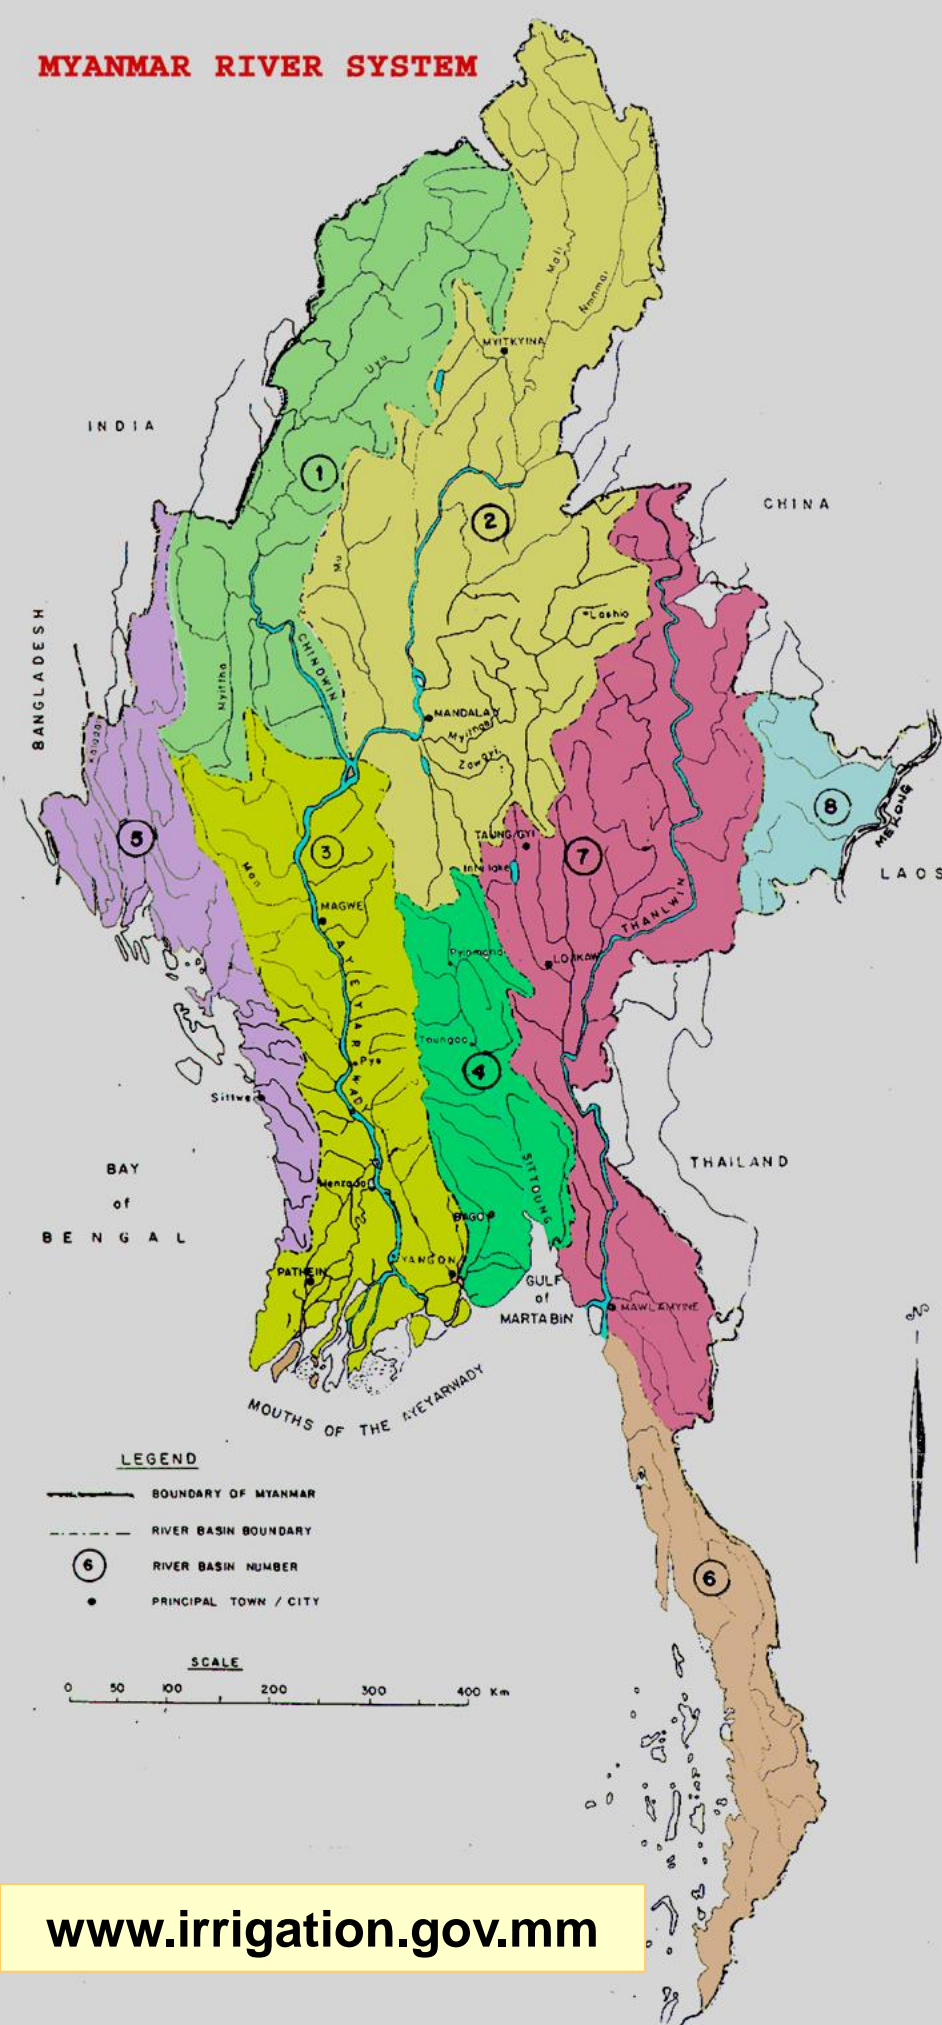 MYANMAR RIVER SYSTEM
Mali
Nmamai
MYITKYINA
Uyu
INDIA
1
CHINA
2
Mu
Lashio
BANGLADESH
CHINDWIN
Myittha
MANDALAY
Myitnge
Zawgyi
Kaladan
8
MEKONG
5
3
TAUNG GYI
7
Inle lake
LAOS
Mon
MAGWE
THANLWIN
AYEYARWADY
Pyinmana
LOIKAW
Toungoo
Pye
4
Sittwe
THAILAND
BAY
of
BENGAL
SITTOUNG
Henzada
BAGO
YANGON
PATHEIN
GULF
of
MARTABIN
MAWLAMYINE
N
MOUTHS OF THE AYEYARWADY
LEGEND
BOUNDARY OF MYANMAR
RIVER BASIN BOUNDARY
6 RIVER BASIN NUMBER
PRINCIPAL TOWN / CITY
6
SCALE
0 50 100 200 300 400 Km
www.irrigation.gov.mm